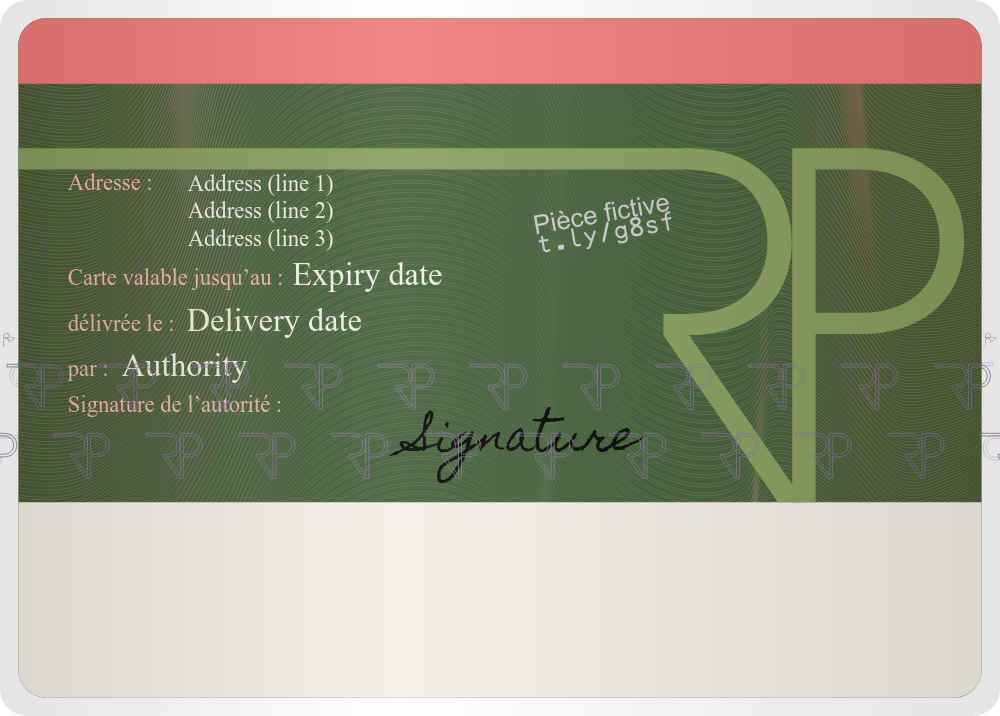 Adresse : Address (line 1)
Address (line 2)
Address (line 3)
Pièce fictive
t.ly/g8sf
Carte valable jusqu’au : Expiry date
délivrée le : Delivery date
par : Authority
Signature de l’autorité :
Signature
RP